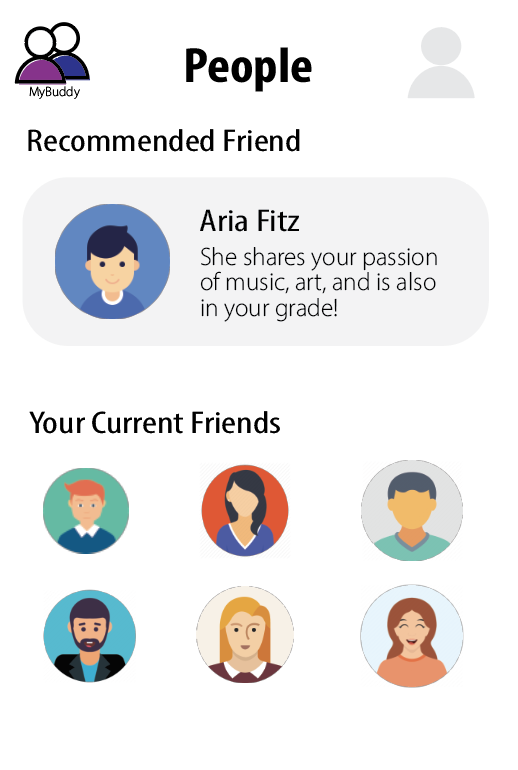 People
MyBuddy
Recommended Friend
Aria Fitz
She shares your passion
of music, art, and is also
in your grade!
Your Current Friends